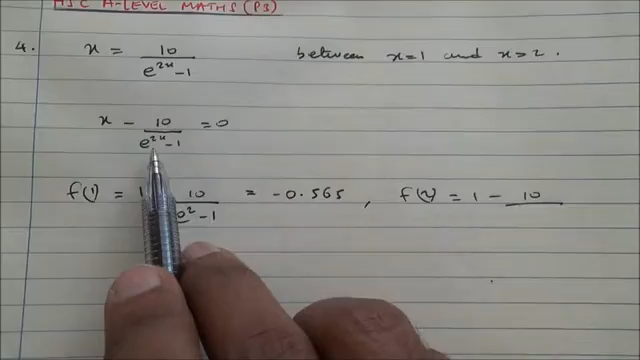 HSC A-LEVEL MATHS (P3)
4. x = 10 / (e^2x - 1) between x=1 and x=2.
x - 10 / (e^2x - 1) = 0
f(1) = 1 10 / e^2 - 1 = -0.565 , f(2) = 1 - 10 /